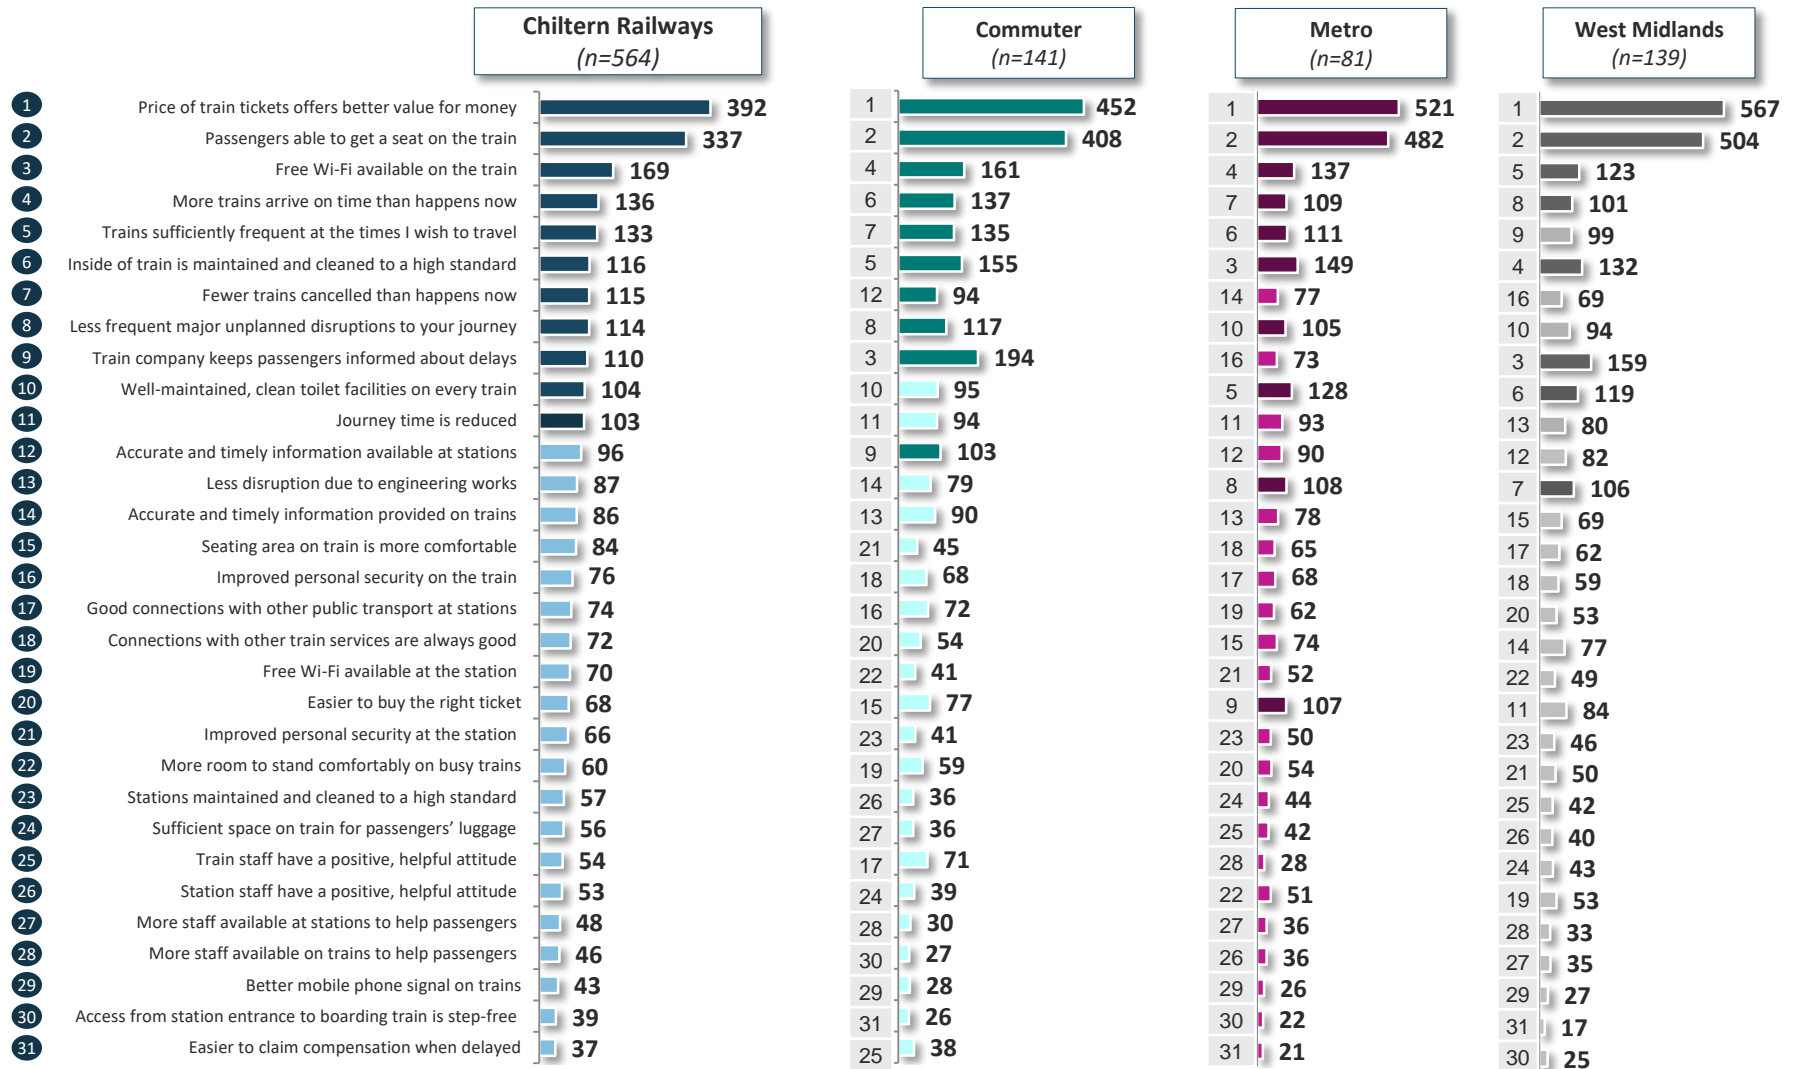 Chiltern Railways Commuter Metro West Midlands
(n=564) (n=141) (n=81) (n=139)
1 Price of train tickets offers better value for money 392 1 452 1 521 1 567
2 Passengers able to get a seat on the train 337 2 408 2 482 2 504
3 Free Wi-Fi available on the train 169 4 161 4 137 5 123
4 More trains arrive on time than happens now 136 6 137 7 109 8 101
5 Trains sufficiently frequent at the times I wish to travel 133 7 135 6 111 9 99
6 Inside of train is maintained and cleaned to a high standard 116 5 155 3 149 4 132
7 Fewer trains cancelled than happens now 115 12 94 14 77 16 69
8 Less frequent major unplanned disruptions to your journey 114 8 117 10 105 10 94
9 Train company keeps passengers informed about delays 110 3 194 16 73 3 159
10 Well-maintained, clean toilet facilities on every train 104 10 95 5 128 6 119
11 Journey time is reduced 103 11 94 11 93 13 80
12 Accurate and timely information available at stations 96 9 103 12 90 12 82
13 Less disruption due to engineering works 87 14 79 8 108 7 106
14 Accurate and timely information provided on trains 86 13 90 13 78 15 69
15 Seating area on train is more comfortable 84 21 45 18 65 17 62
16 Improved personal security on the train 76 18 68 17 68 18 59
17 Good connections with other public transport at stations 74 16 72 19 62 20 53
18 Connections with other train services are always good 72 20 54 15 74 14 77
19 Free Wi-Fi available at the station 70 22 41 21 52 22 49
20 Easier to buy the right ticket 68 15 77 9 107 11 84
21 Improved personal security at the station 66 23 41 23 50 23 46
22 More room to stand comfortably on busy trains 60 19 59 20 54 21 50
23 Stations maintained and cleaned to a high standard 57 26 36 24 44 25 42
24 Sufficient space on train for passengers’ luggage 56 27 36 25 42 26 40
25 Train staff have a positive, helpful attitude 54 17 71 28 28 24 43
26 Station staff have a positive, helpful attitude 53 24 39 22 51 19 53
27 More staff available at stations to help passengers 48 28 30 27 36 28 33
28 More staff available on trains to help passengers 46 30 27 26 36 27 35
29 Better mobile phone signal on trains 43 29 28 29 26 29 27
30 Access from station entrance to boarding train is step-free 39 31 26 30 22 31 17
31 Easier to claim compensation when delayed 37 25 38 31 21 30 25